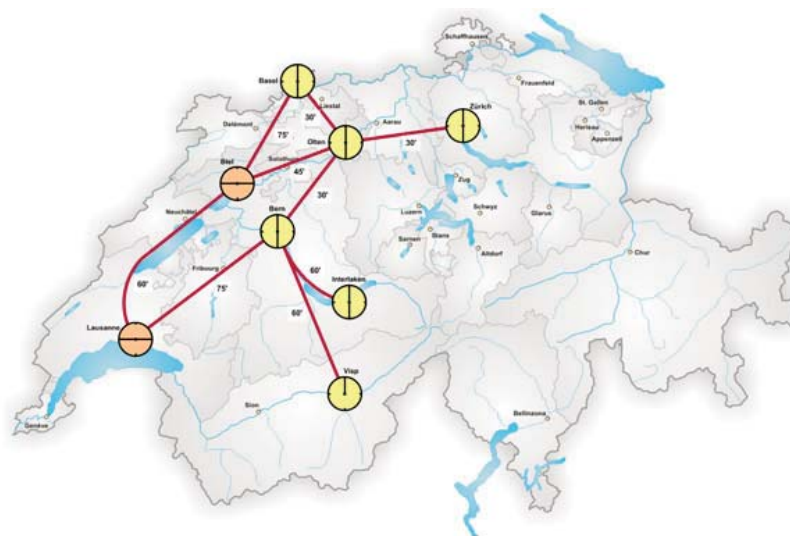 Schaffhausen
Basel
Frauenfeld
Liestal
Zürich
St. Gallen
30'
Delémont
Aarau
Herisau
75'
Olten
Appenzell
30'
Biel
Solothurn
45'
Zug
Bern
30'
Neuchâtel
Luzern
Schwyz
Glarus
Stans
Sarnen
Altdorf
Chur
Fribourg
60'
Interlaken
60'
75'
60'
Lausanne
Visp
Sion
Bellinzona
Genève